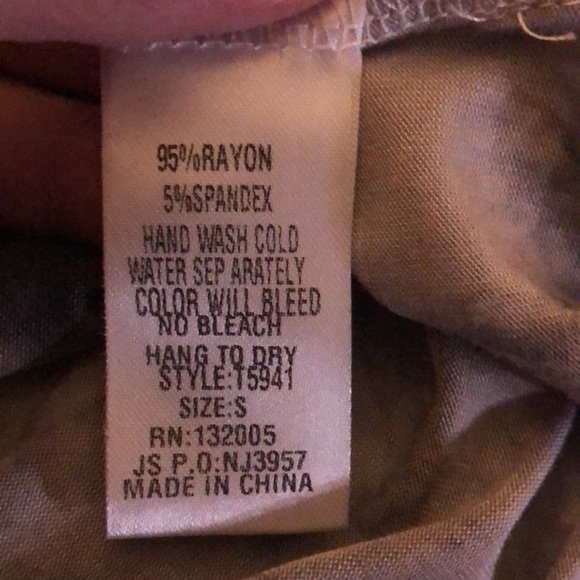 95%RAYON
5%SPANDEX
HAND WASH COLD
WATER SEP ARATELY
COLOR WILL BLEED
NO BLEACH
HANG TO DRY
STYLE:T5941
SIZE:S
RN:132005
JS P.O:NJ3957
MADE IN CHINA